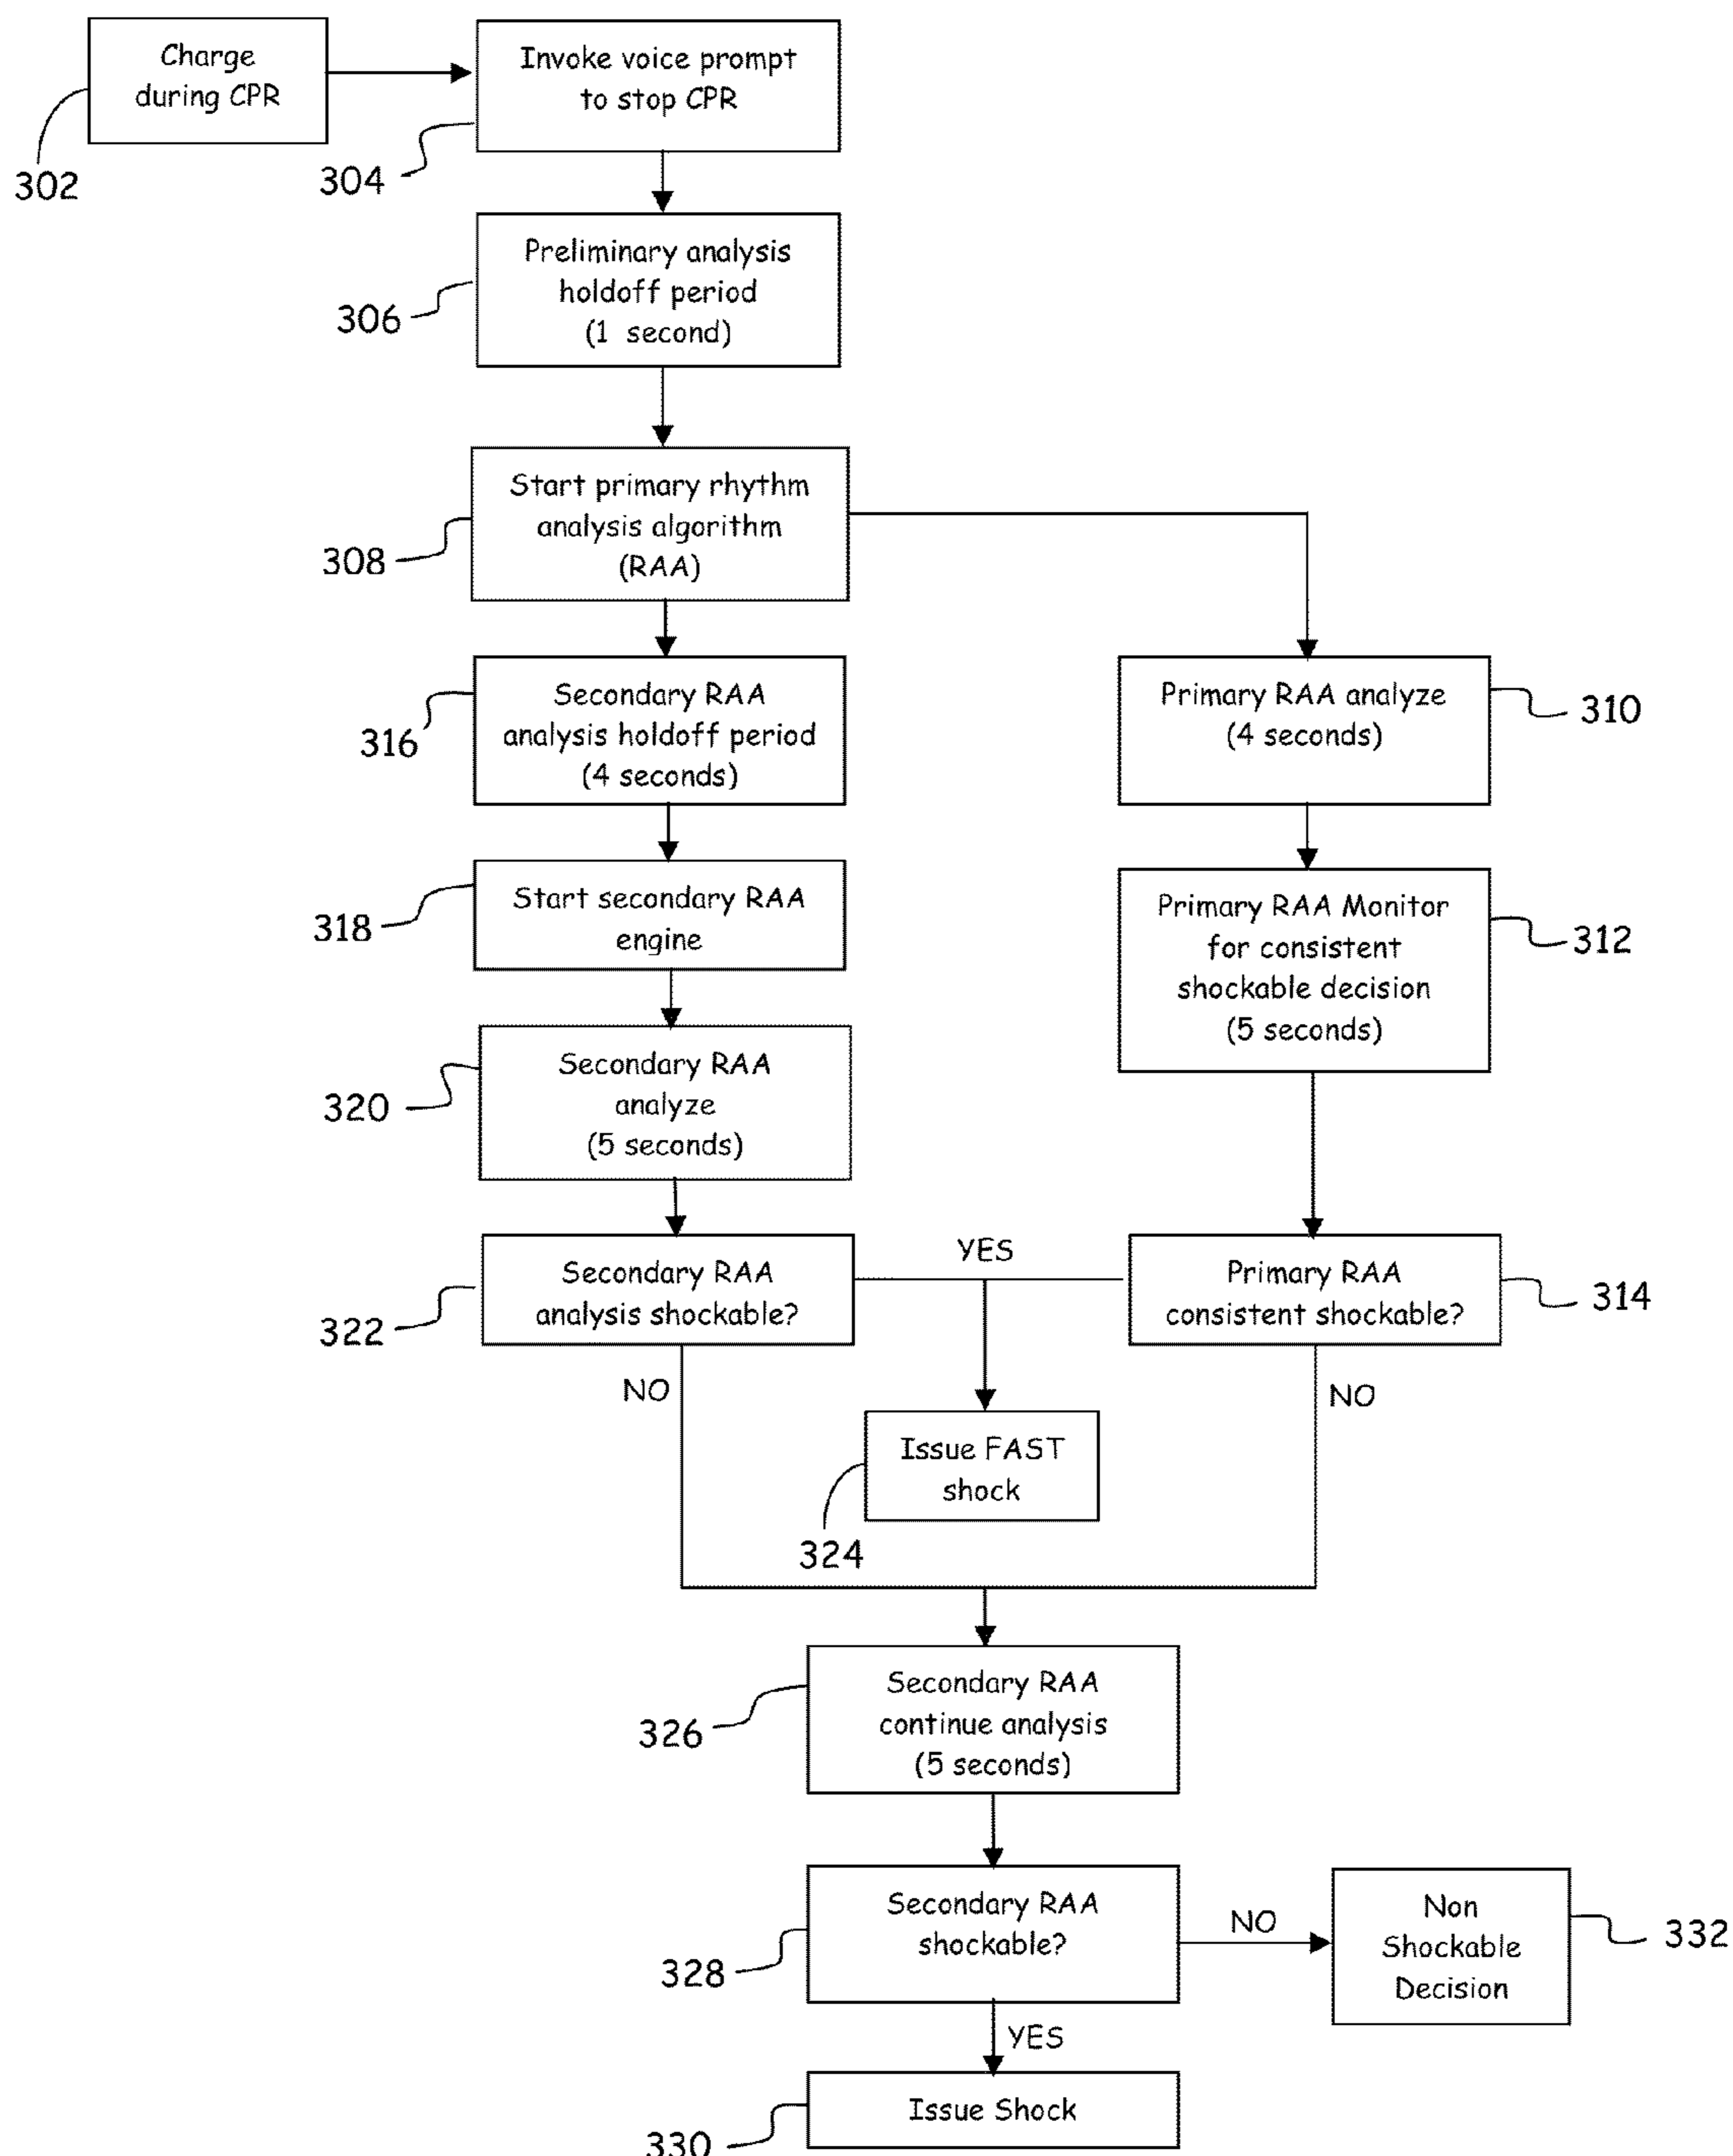 Charge
during CPR
302
Invoke voice prompt
to stop CPR
304
Preliminary analysis
holdoff period
(1 second)
306
Start primary rhythm
analysis algorithm
(RAA)
308
Secondary RAA
analysis holdoff period
(4 seconds)
316
Primary RAA analyze
(4 seconds)
310
Start secondary RAA
engine
318
Primary RAA Monitor
for consistent
shockable decision
(5 seconds)
312
Secondary RAA
analyze
(5 seconds)
320
Secondary RAA
analysis shockable?
322
YES
Primary RAA
consistent shockable?
314
NO
NO
Issue FAST
shock
324
Secondary RAA
continue analysis
(5 seconds)
326
Secondary RAA
shockable?
328
NO
Non
Shockable
Decision
332
YES
Issue Shock
330